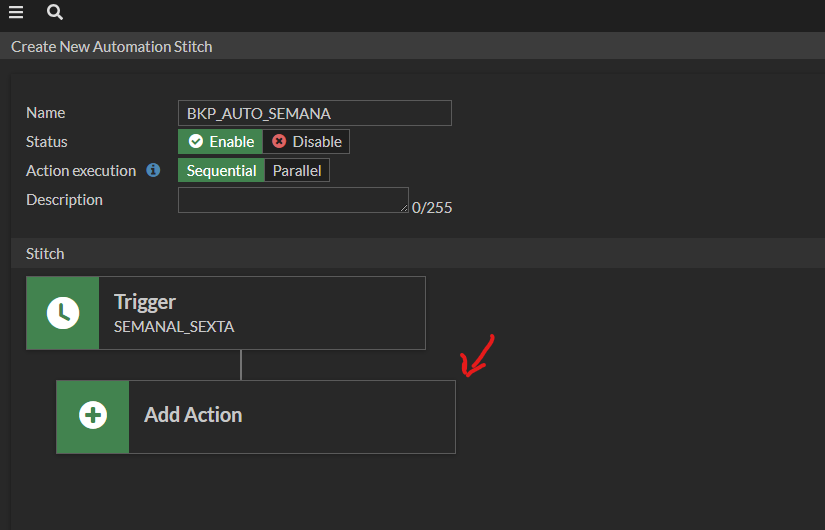 Create New Automation Stitch
Name BKP_AUTO_SEMANA
Status Enable Disable
Action execution Sequential Parallel
Description 0/255
Stitch
Trigger
SEMANAL_SEXTA
Add Action